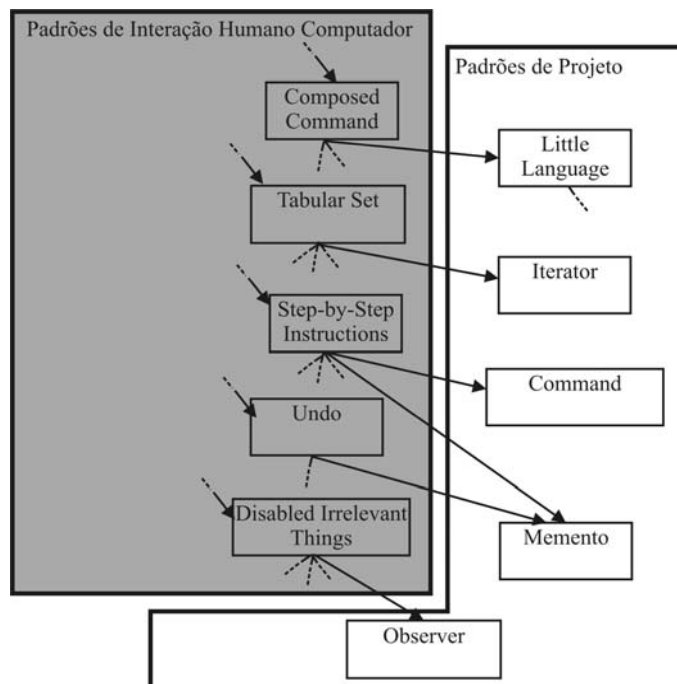 Padrões de Interação Humano Computador
Padrões de Projeto
Composed
Command
Little
Language
Tabular Set
Iterator
Step-by-Step
Instructions
Command
Undo
Disabled Irrelevant
Things
Memento
Observer